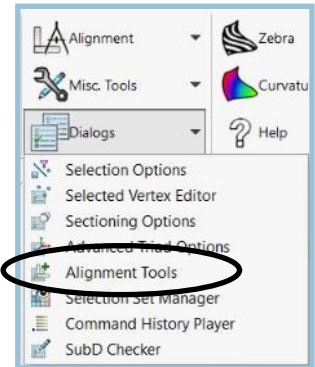 Alignment Zebra
Misc. Tools Curvatu
Dialogs Help
Selection Options
Selected Vertex Editor
Sectioning Options
Advanced Triad Options
Alignment Tools
Selection Set Manager
Command History Player
SubD Checker